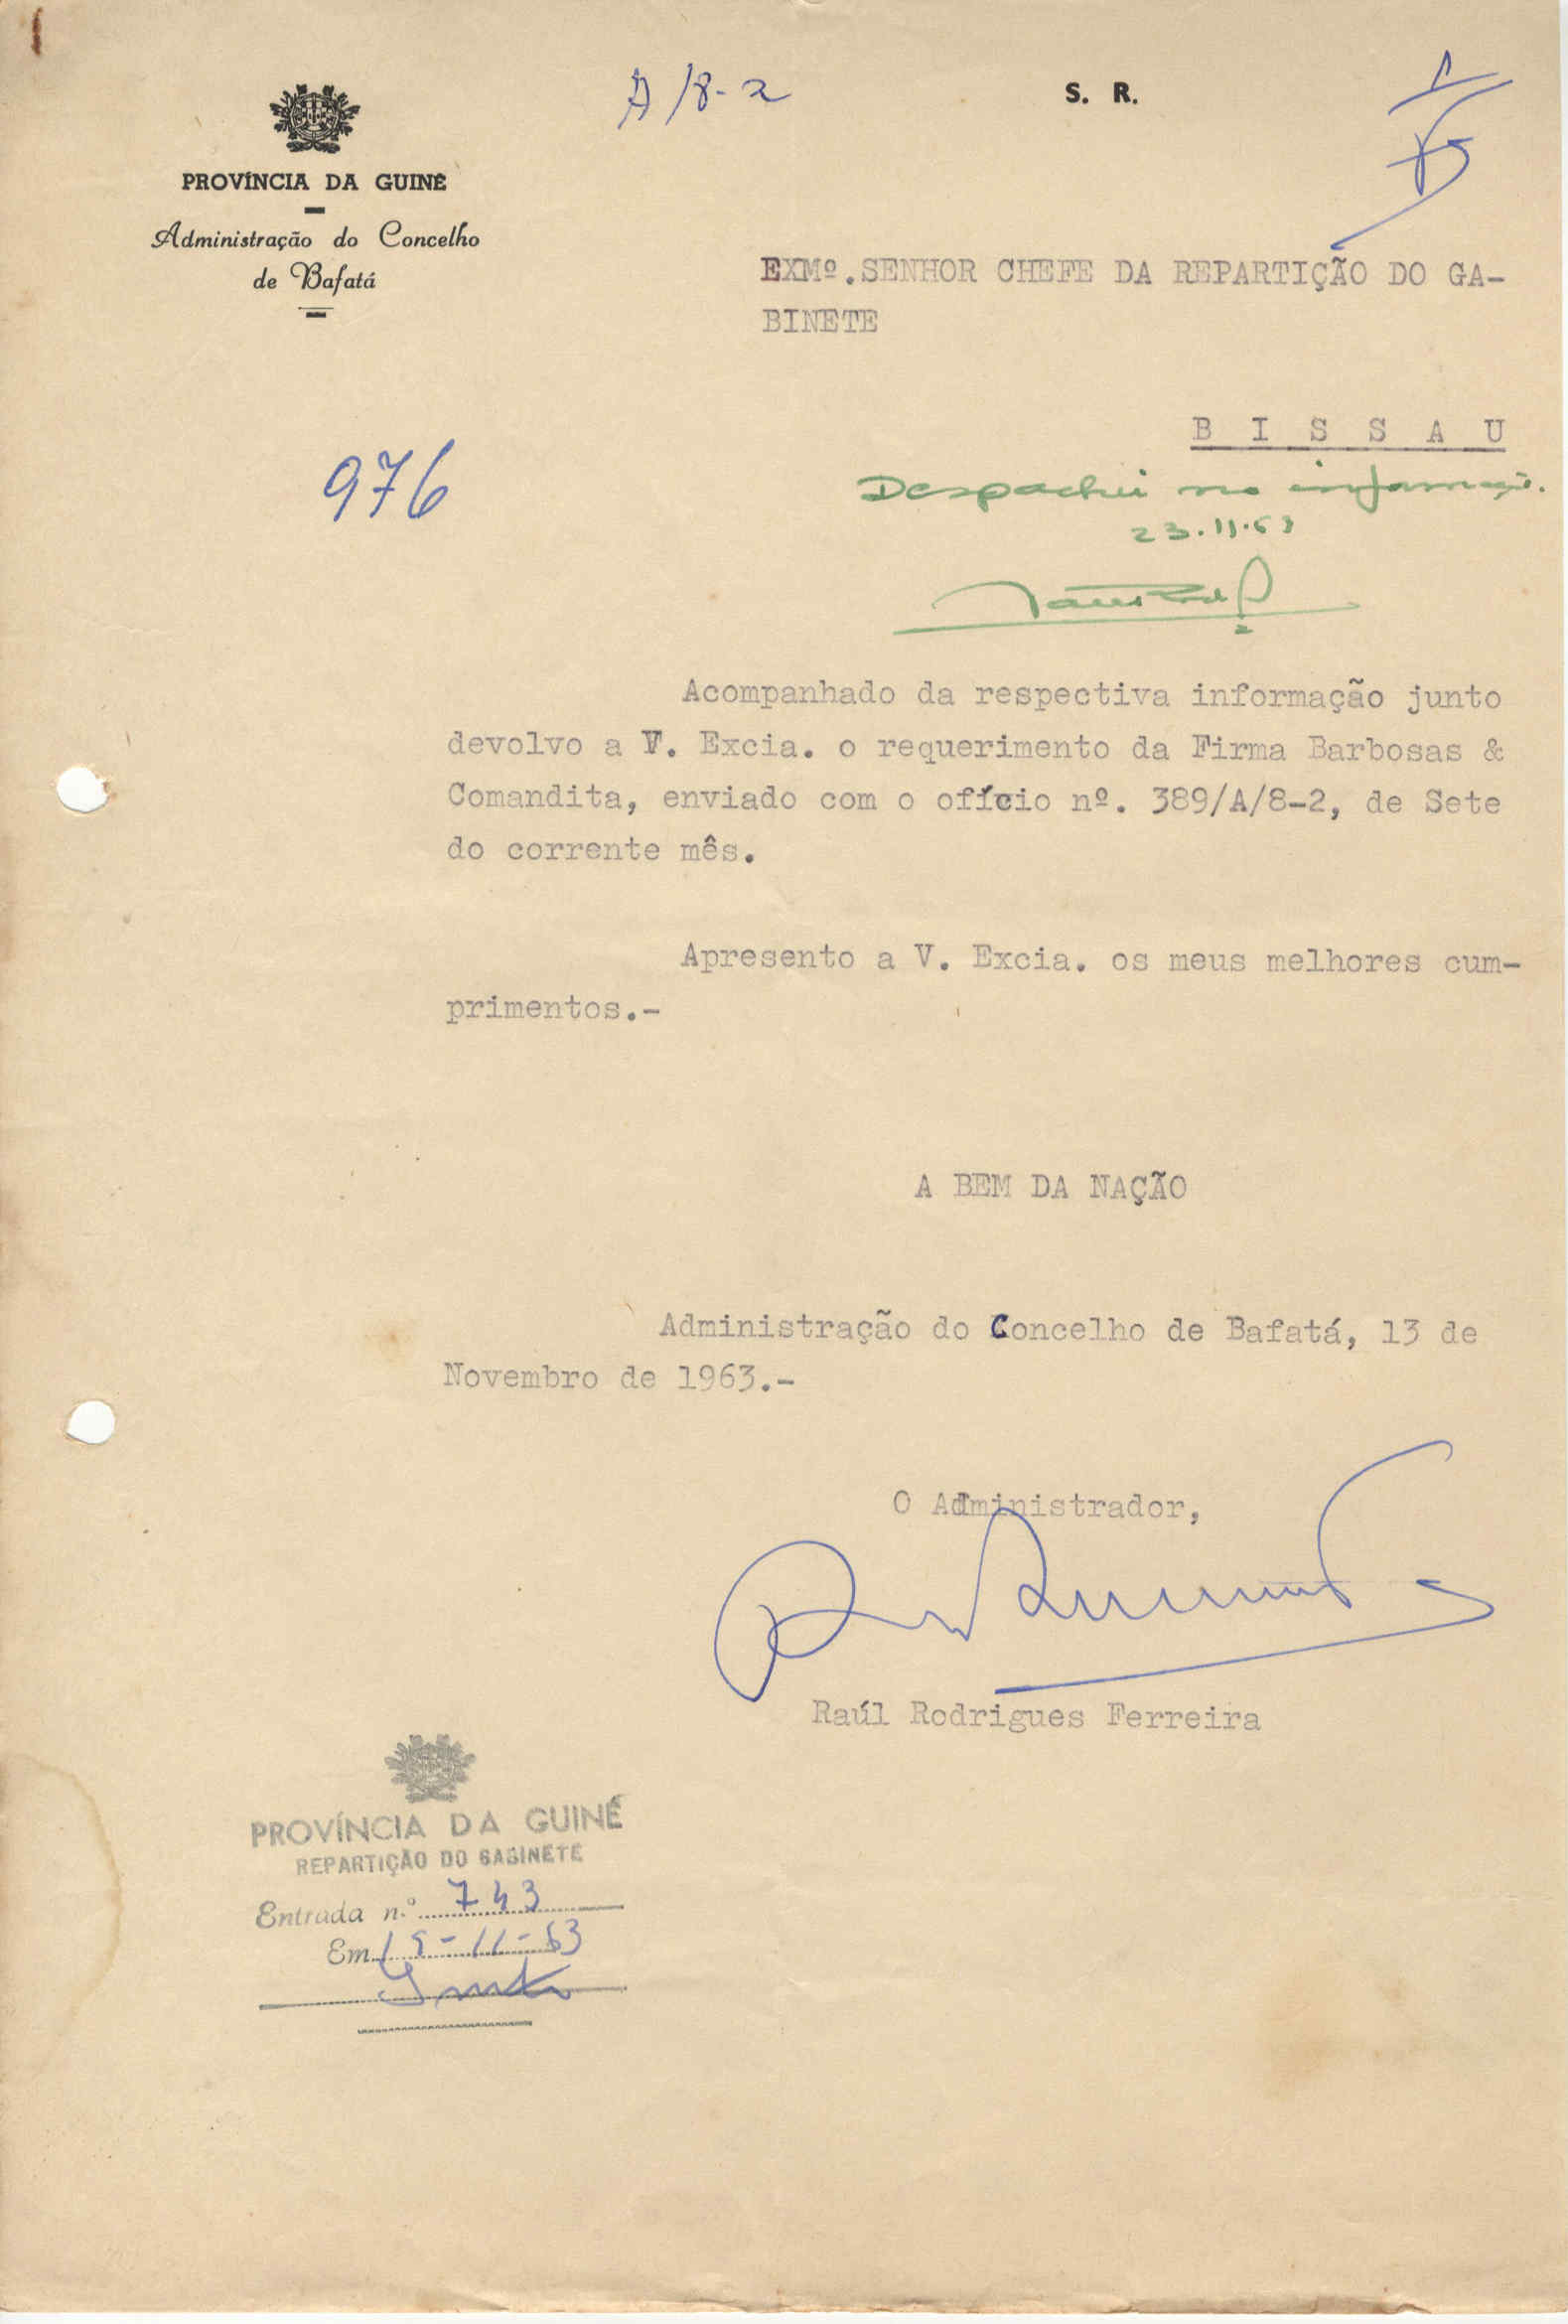 A/8-2
S. R.
PROVÍNCIA DA GUINÉ
Administração do Concelho
de Bafatá
EXMº.SENHOR CHEFE DA REPARTIÇÃO DO GA-
BINETE
B I S S A U
976
Despachei na informação.
23.11.63
Acompanhado da respectiva informação junto
devolvo a V. Excia. o requerimento da Firma Barbosas &
Comandita, enviado com o ofício nº. 389/A/8-2, de Sete
do corrente mês.
Apresento a V. Excia. os meus melhores cum-
primentos.-
A BEM DA NAÇÃO
Administração do Concelho de Bafatá, 13 de
Novembro de 1963.-
O Administrador,
Raúl Rodrigues Ferreira
PROVÍNCIA DA GUINÉ
REPARTIÇÃO DO GABINETE
Entrada n.º 743
Em 15-11-63